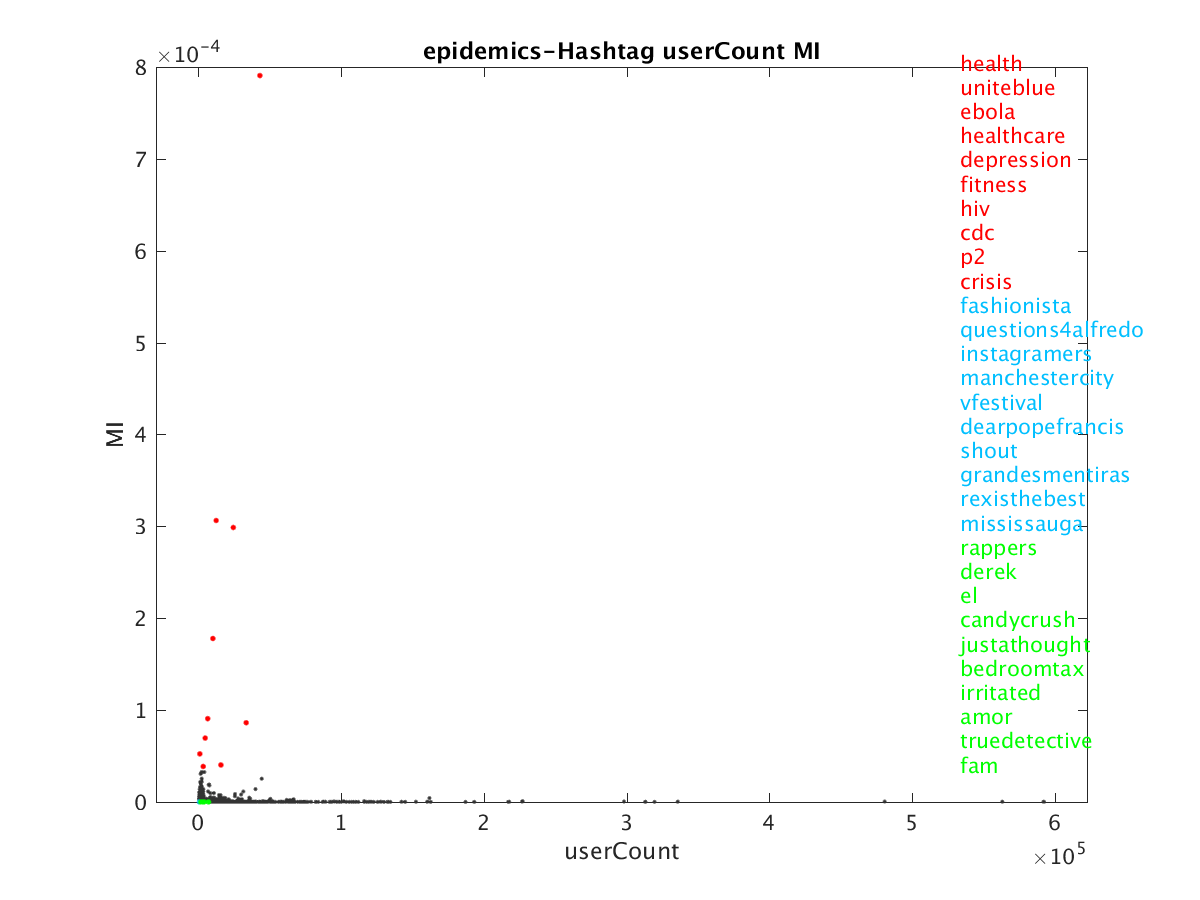 epidemics-Hashtag userCount MI
×10⁻⁴
8
7
6
5
4
3
2
1
0
MI
0 1 2 3 4 5 6
×10⁵
userCount
health
uniteblue
ebola
healthcare
depression
fitness
hiv
cdc
p2
crisis
fashionista
questions4alfredo
instagramers
manchestercity
vfestival
dearpopefrancis
shout
grandesmentiras
rexisthebest
mississauga
rappers
derek
el
candycrush
justathought
bedroomtax
irritated
amor
truedetective
fam